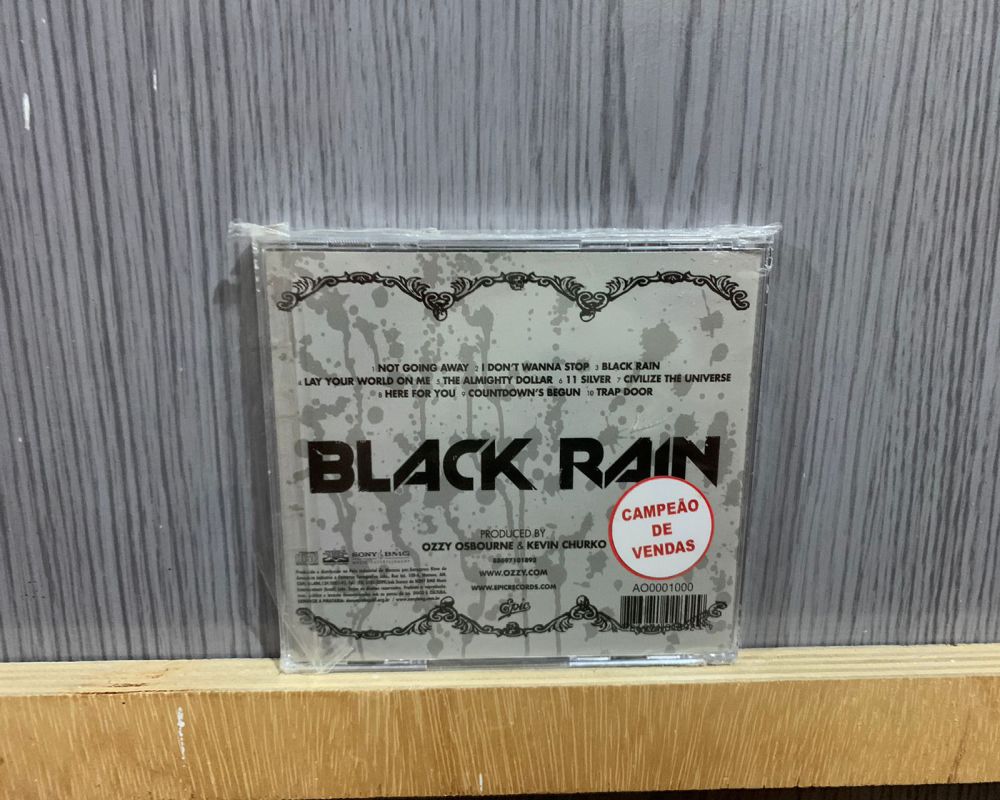 1 NOT GOING AWAY 2 I DON'T WANNA STOP 3 BLACK RAIN
4 LAY YOUR WORLD ON ME 5 THE ALMIGHTY DOLLAR 6 11 SILVER 7 CIVILIZE THE UNIVERSE
8 HERE FOR YOU 9 COUNTDOWN'S BEGUN 10 TRAP DOOR
BLACK RAIN
CAMPEÃO
DE
VENDAS
PRODUCED BY
OZZY OSBOURNE & KEVIN CHURKO
88697101892
WWW.OZZY.COM
WWW.EPICRECORDS.COM
SONY BMG
Epic
AO0001000